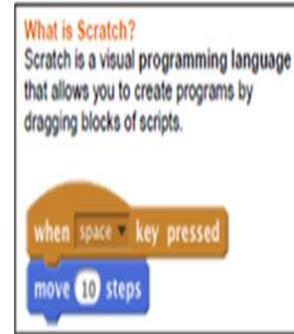 What is Scratch?
Scratch is a visual programming language
that allows you to create programs by
dragging blocks of scripts.
when space key pressed
move 10 steps